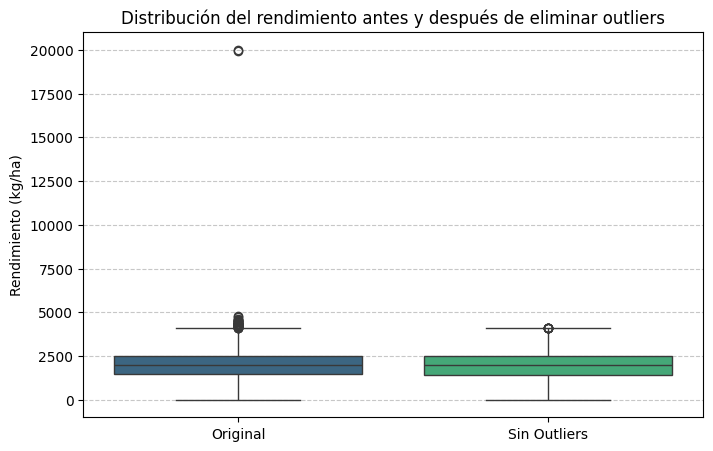 Distribución del rendimiento antes y después de eliminar outliers
Rendimiento (kg/ha)
20000
17500
15000
12500
10000
7500
5000
2500
0
Original
Sin Outliers